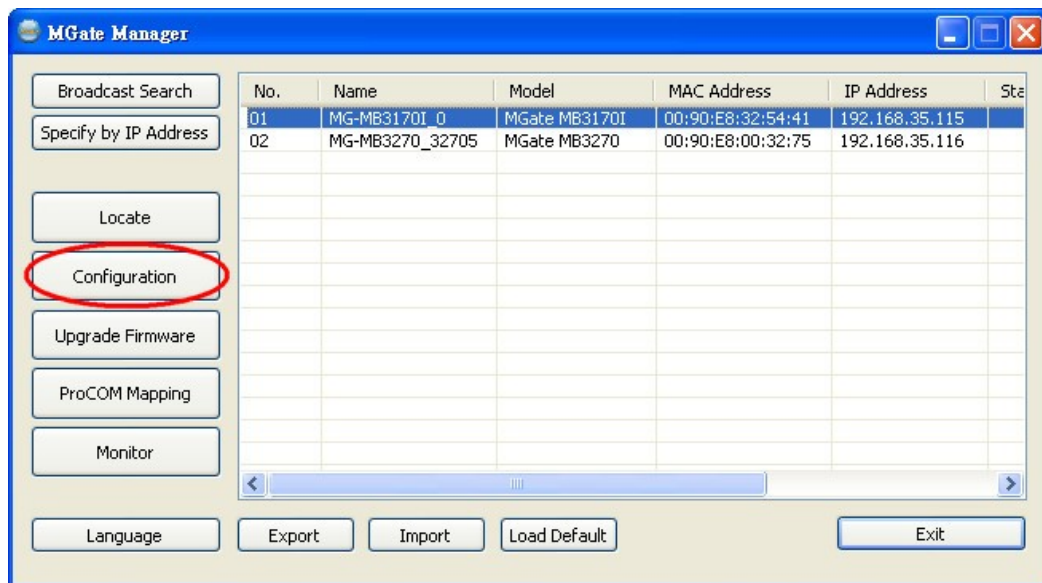 MGate Manager
Broadcast Search
Specify by IP Address
Locate
Configuration
Upgrade Firmware
ProCOM Mapping
Monitor
Language
No. Name Model MAC Address IP Address Sta
01 MG-MB3170I_0 MGate MB3170I 00:90:E8:32:54:41 192.168.35.115
02 MG-MB3270_32705 MGate MB3270 00:90:E8:00:32:75 192.168.35.116
Export Import Load Default Exit